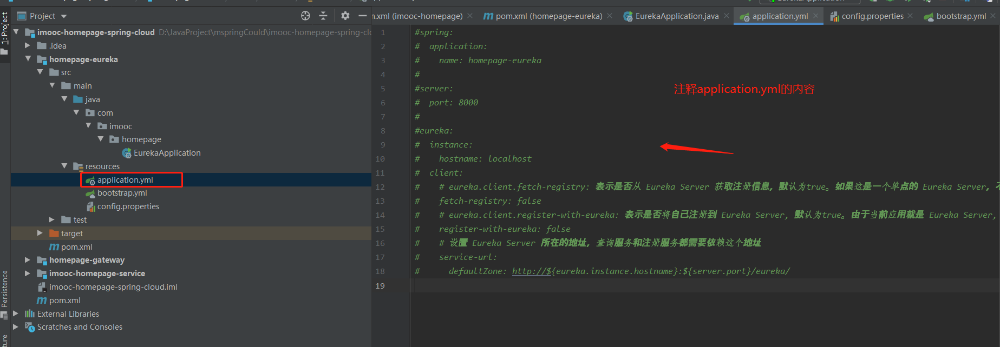 Project
n.xml (imooc-homepage)
pom.xml (homepage-eureka)
EurekaApplication.java
application.yml
config.properties
bootstrap.yml
1: Project
imooc-homepage-spring-cloud D:\JavaProject\mspringCould\imooc-homepage-spring-clo
.idea
homepage-eureka
src
main
java
com
imooc
homepage
EurekaApplication
resources
application.yml
bootstrap.yml
config.properties
test
target
pom.xml
homepage-gateway
imooc-homepage-service
imooc-homepage-spring-cloud.iml
pom.xml
External Libraries
Scratches and Consoles
Persistence
1 #spring:
2 #  application:
3 #    name: homepage-eureka
4 #
5 #server:
6 #  port: 8000
7 #
8 #eureka:
9 #  instance:
10 #    hostname: localhost
11 #  client:
12 #    # eureka.client.fetch-registry: 表示是否从 Eureka Server 获取注册信息, 默认为true。如果这是一个单点的 Eureka Server, 不
13 #    fetch-registry: false
14 #    # eureka.client.register-with-eureka: 表示是否将自己注册到 Eureka Server, 默认为true。由于当前应用就是 Eureka Server,
15 #    register-with-eureka: false
16 #    # 设置 Eureka Server 所在的地址, 查询服务和注册服务都需要依赖这个地址
17 #    service-url:
18 #      defaultZone: http://${eureka.instance.hostname}:${server.port}/eureka/
19
注释application.yml的内容